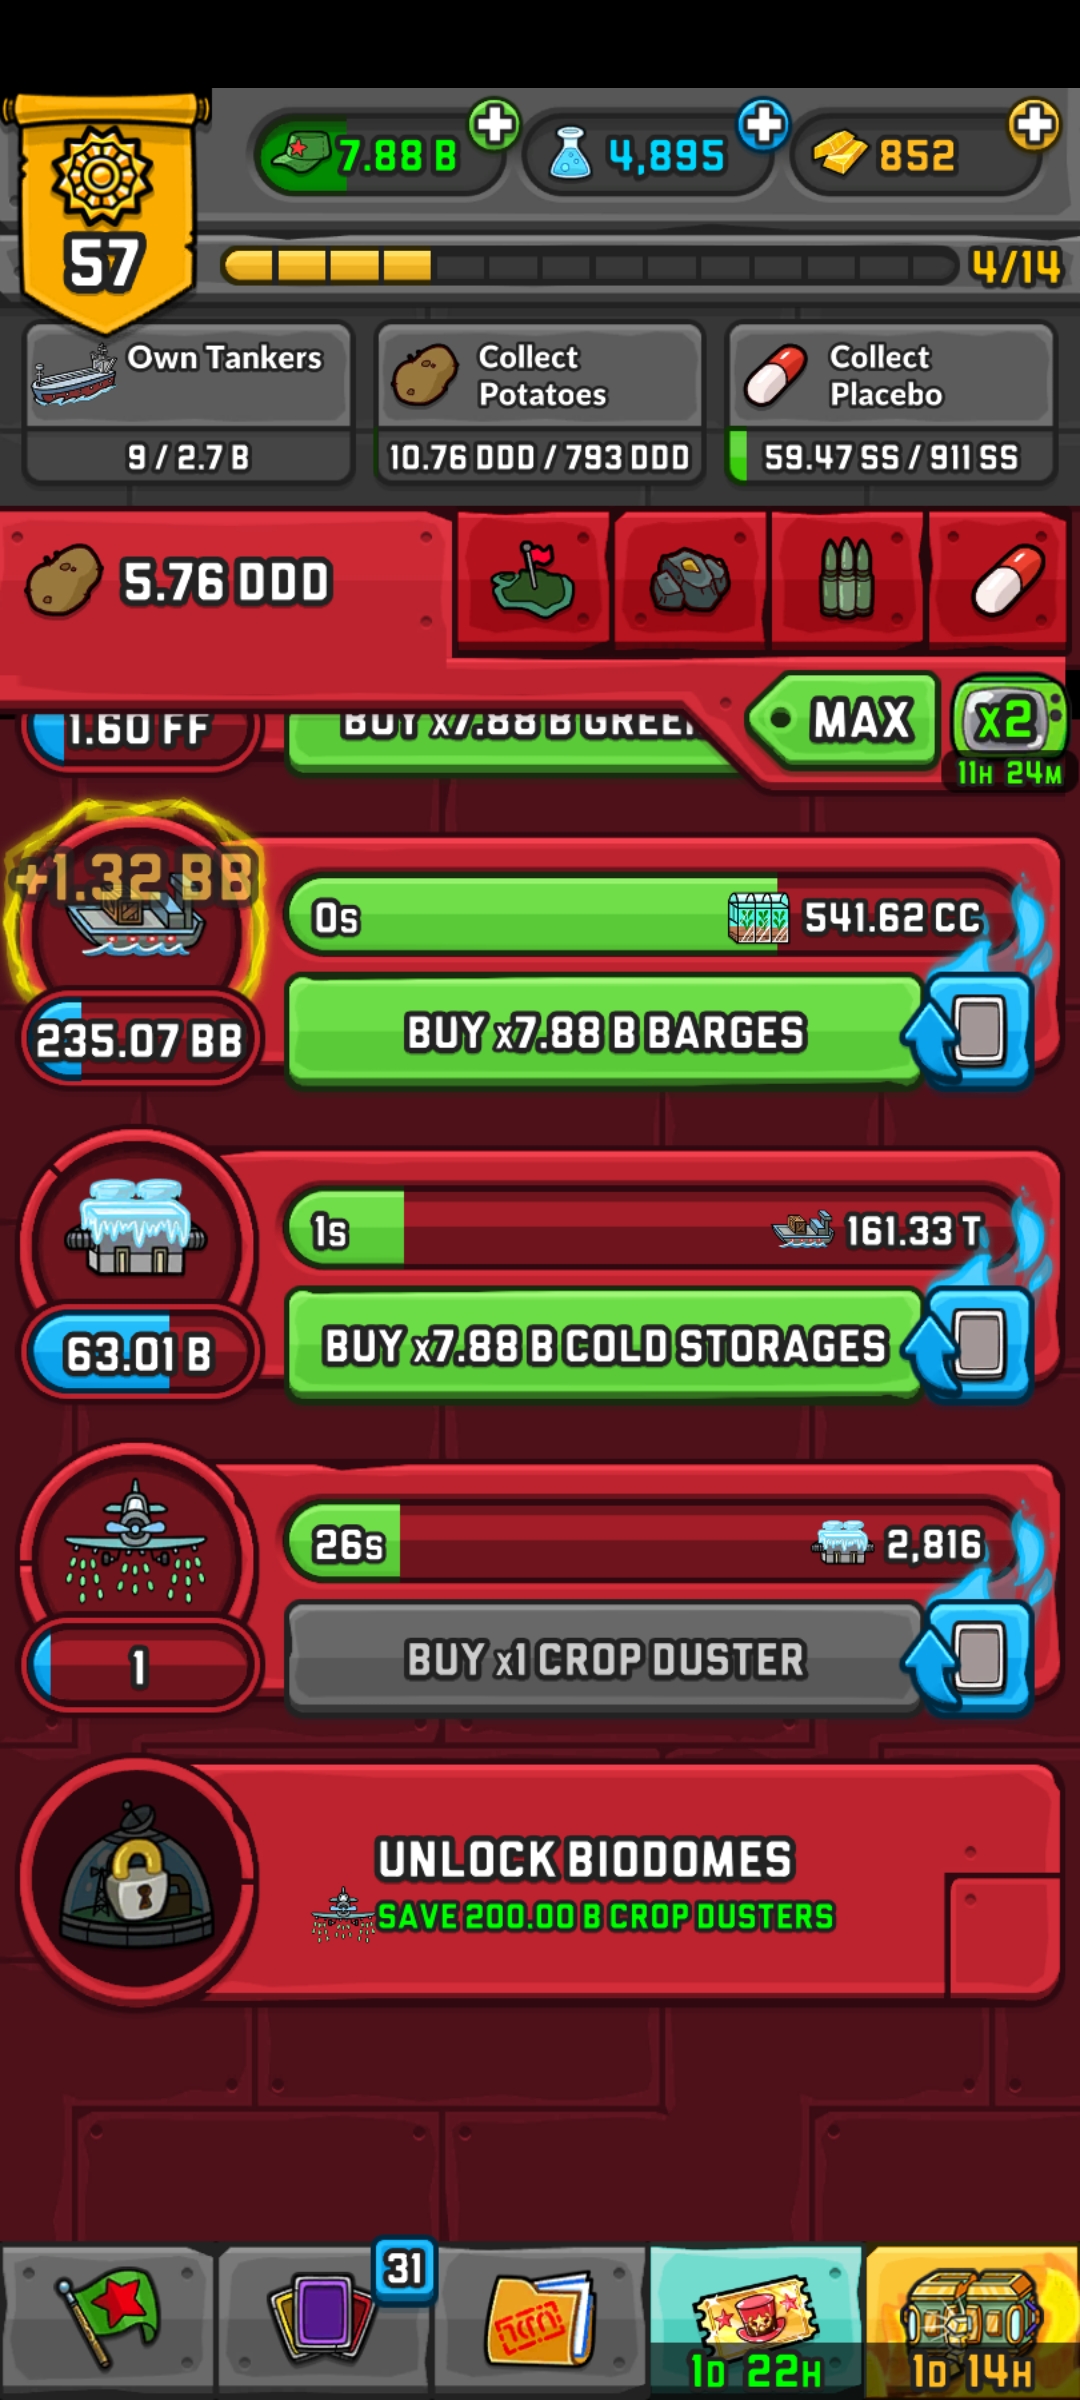 7.88 B
4,895
852
57
4/14
Own Tankers
9 / 2.7 B
Collect
Potatoes
10.76 DDD / 793 DDD
Collect
Placebo
59.47 SS / 911 SS
5.76 DDD
MAX
x2
11H 24M
1.60 FF
BUY x7.88 B GREE
+1.32 BB
0s
541.62 CC
235.07 BB
BUY x7.88 B BARGES
1s
161.33 T
63.01 B
BUY x7.88 B COLD STORAGES
26s
2,816
1
BUY x1 CROP DUSTER
UNLOCK BIODOMES
SAVE 200.00 B CROP DUSTERS
31
1D 22H
1D 14H